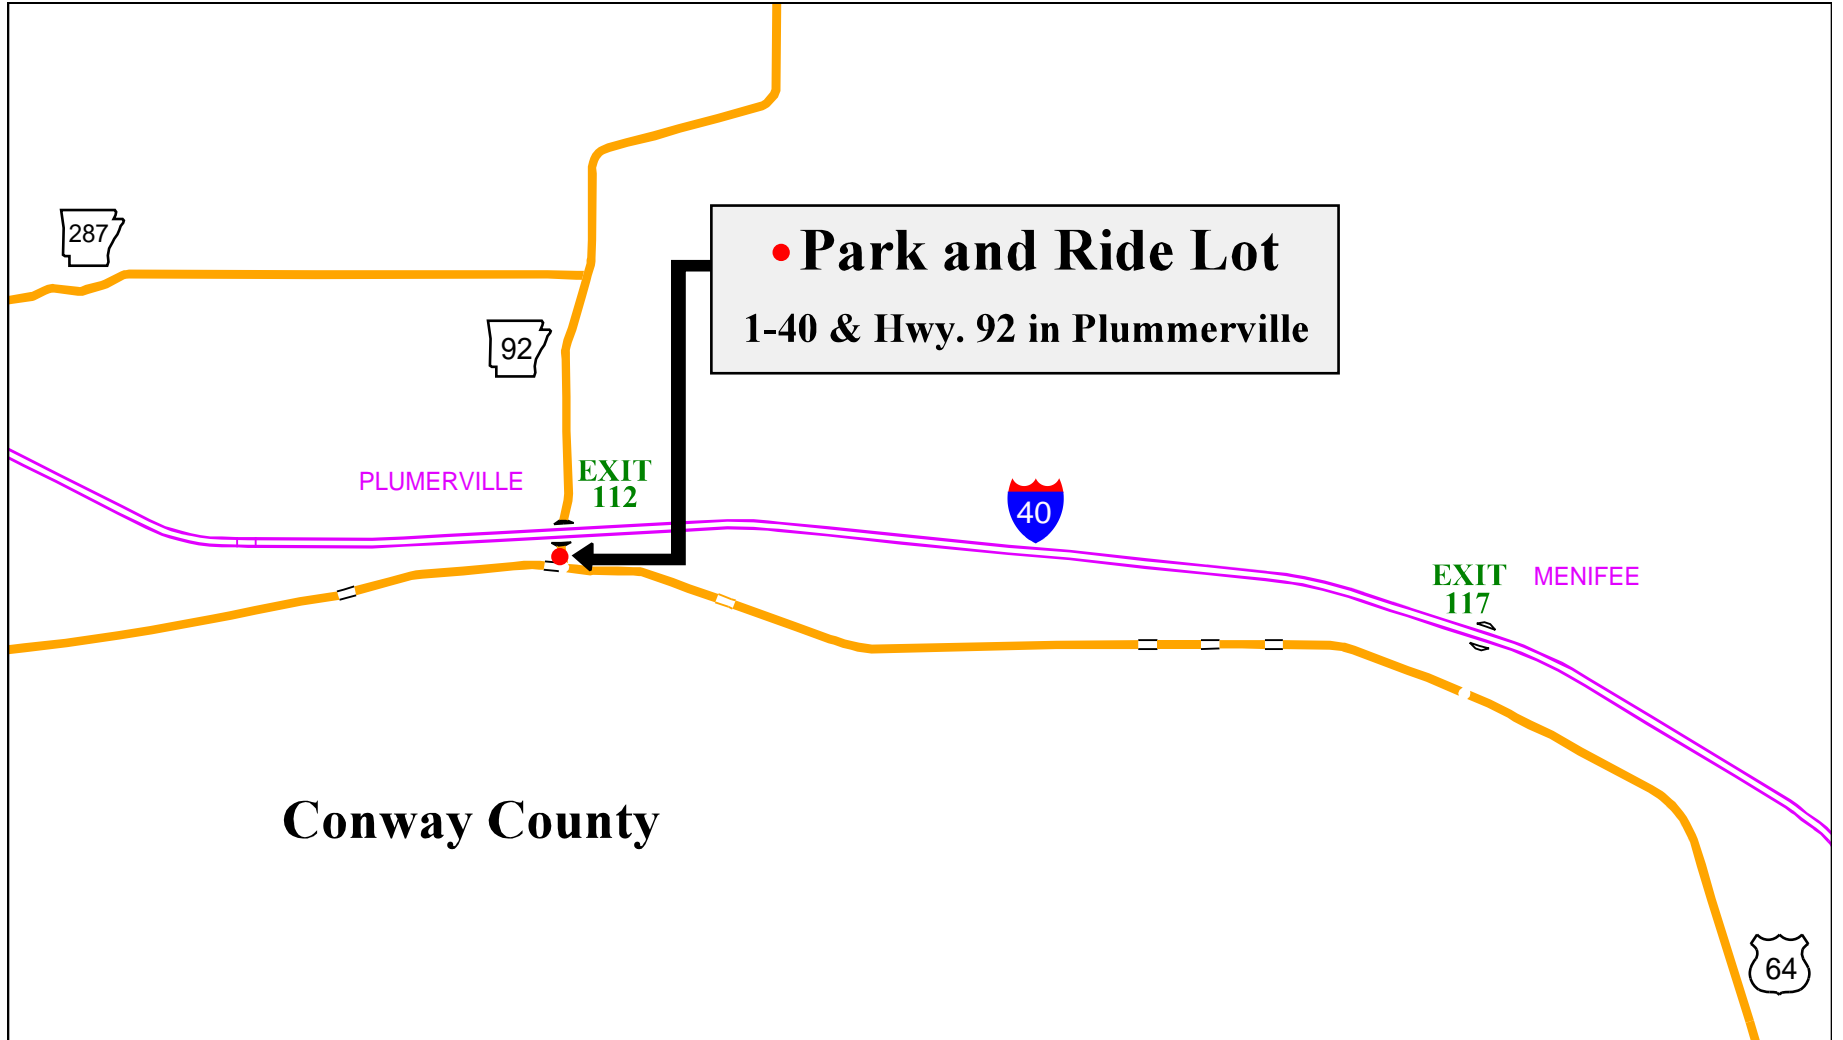 287
• Park and Ride Lot
1-40 & Hwy. 92 in Plummerville
92
PLUMERVILLE
EXIT
112
40
EXIT
117
MENIFEE
Conway County
64